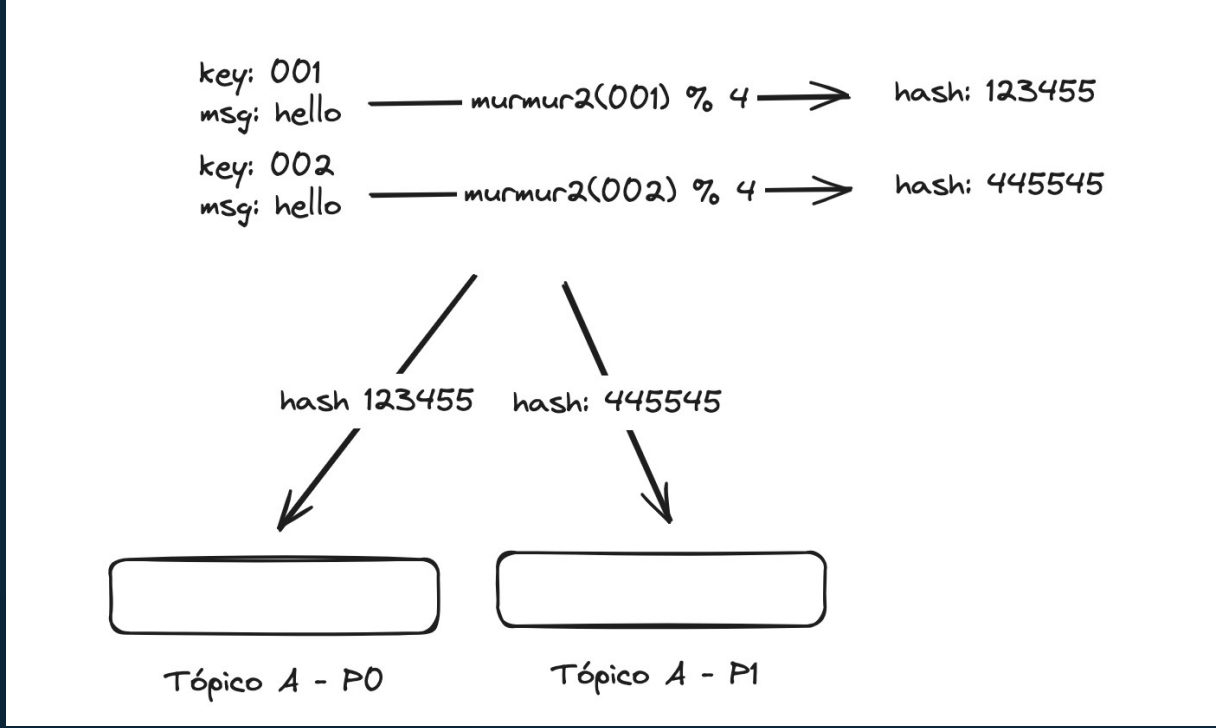 key: 001
msg: hello
murmur2(001) % 4
hash: 123455
key: 002
msg: hello
murmur2(002) % 4
hash: 445545
hash 123455
hash: 445545
Tópico A - P0
Tópico A - P1